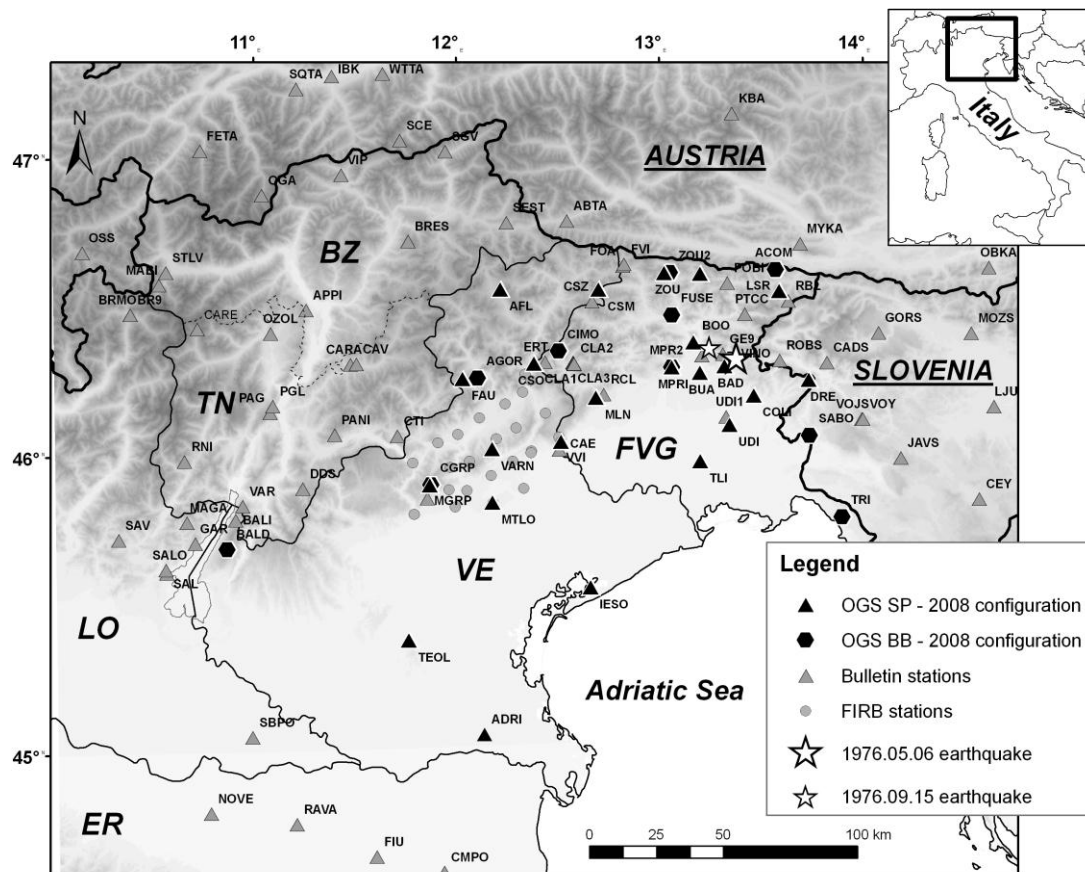 11° 12° 13° 14°
SQTA IBK WTTA
KBA
Italy
N
FETA SCE SGV
47°
VIP
AUSTRIA
OGA
SEST ABTA
BZ BRES
MYKA
OSS STLV
FVI ZOU2 ACOM OBKA
FOA
MABI
ZOU FUSE LSR RBL
BRMO BR9 APPI AFL CSZ CSM PTCC
CARE OZOL GORS MOZS
BOO GE9
CIMO
ERT CLA2 MPR2 VINO ROBS CADS
CARA CAV AGOR
SLOVENIA
CSO CLA1 CLA3 RCL MPRI BUA BAD
TN PGL FAU DRE LJU
PAG MLN UDI1 COLI VOJS VOY
PANI CTI SABO
UDI
RNI CAE FVG JAVS
46°
VVI
DDS CGRP VARN TLI
CEY
VAR MGRP
MAGA BALI MTLO TRI
SAV GAR BALD
SALO
SAL VE
IESO
LO
TEOL
Adriatic Sea
SBPO ADRI
45°
NOVE RAVA
ER
FIU
CMPO
Legend
OGS SP - 2008 configuration
OGS BB - 2008 configuration
Bulletin stations
FIRB stations
1976.05.06 earthquake
1976.09.15 earthquake
0 25 50 100 km